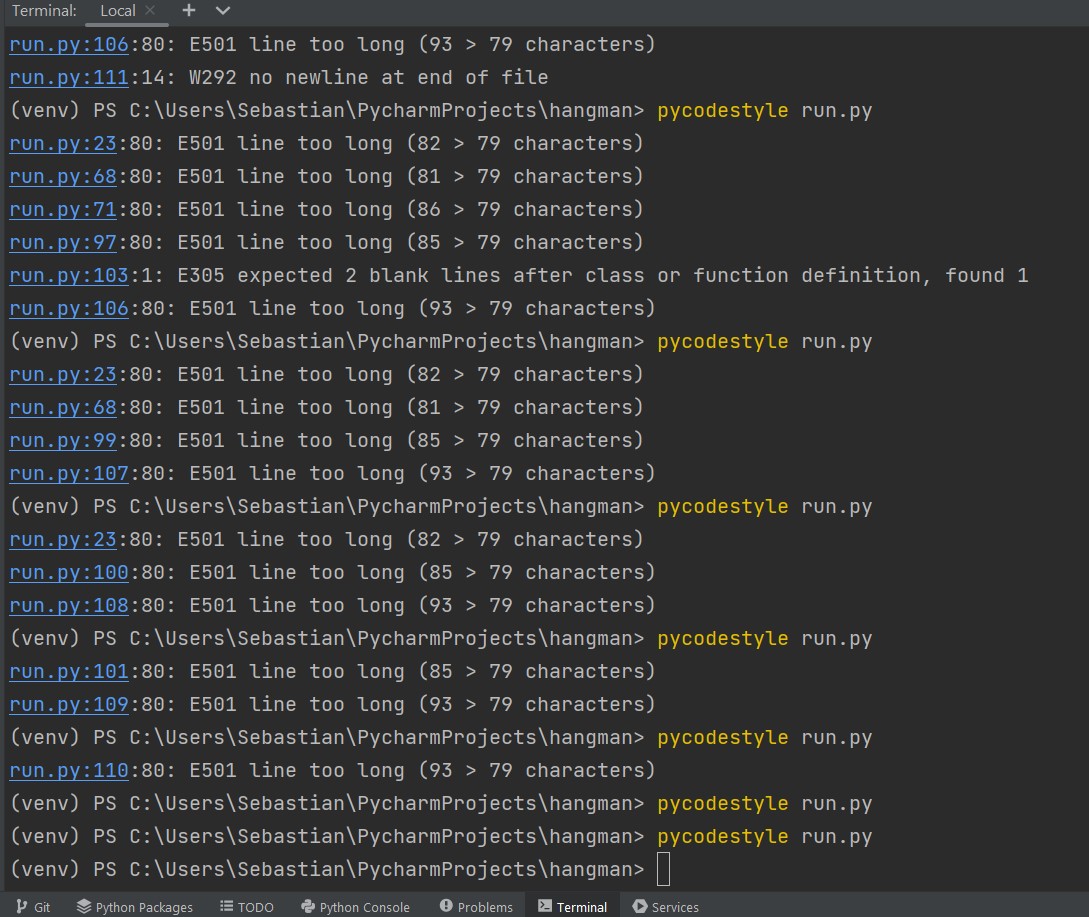 Terminal: Local × + 
run.py:106:80: E501 line too long (93 > 79 characters)
run.py:111:14: W292 no newline at end of file
(venv) PS C:\Users\Sebastian\PycharmProjects\hangman> pycodestyle run.py
run.py:23:80: E501 line too long (82 > 79 characters)
run.py:68:80: E501 line too long (81 > 79 characters)
run.py:71:80: E501 line too long (86 > 79 characters)
run.py:97:80: E501 line too long (85 > 79 characters)
run.py:103:1: E305 expected 2 blank lines after class or function definition, found 1
run.py:106:80: E501 line too long (93 > 79 characters)
(venv) PS C:\Users\Sebastian\PycharmProjects\hangman> pycodestyle run.py
run.py:23:80: E501 line too long (82 > 79 characters)
run.py:68:80: E501 line too long (81 > 79 characters)
run.py:99:80: E501 line too long (85 > 79 characters)
run.py:107:80: E501 line too long (93 > 79 characters)
(venv) PS C:\Users\Sebastian\PycharmProjects\hangman> pycodestyle run.py
run.py:23:80: E501 line too long (82 > 79 characters)
run.py:100:80: E501 line too long (85 > 79 characters)
run.py:108:80: E501 line too long (93 > 79 characters)
(venv) PS C:\Users\Sebastian\PycharmProjects\hangman> pycodestyle run.py
run.py:101:80: E501 line too long (85 > 79 characters)
run.py:109:80: E501 line too long (93 > 79 characters)
(venv) PS C:\Users\Sebastian\PycharmProjects\hangman> pycodestyle run.py
run.py:110:80: E501 line too long (93 > 79 characters)
(venv) PS C:\Users\Sebastian\PycharmProjects\hangman> pycodestyle run.py
(venv) PS C:\Users\Sebastian\PycharmProjects\hangman> pycodestyle run.py
(venv) PS C:\Users\Sebastian\PycharmProjects\hangman>
Git Python Packages TODO Python Console Problems Terminal Services